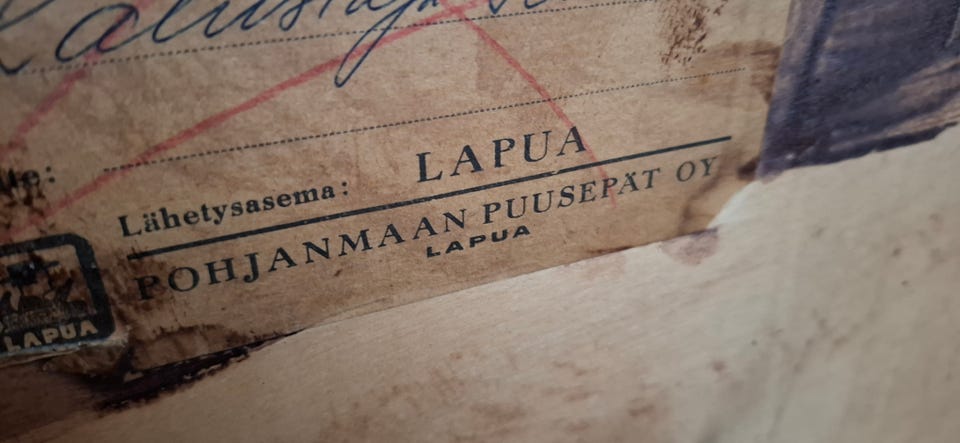 Lähetysasema: LAPUA
POHJANMAAN PUUSEPÄT OY
LAPUA
LAPUA